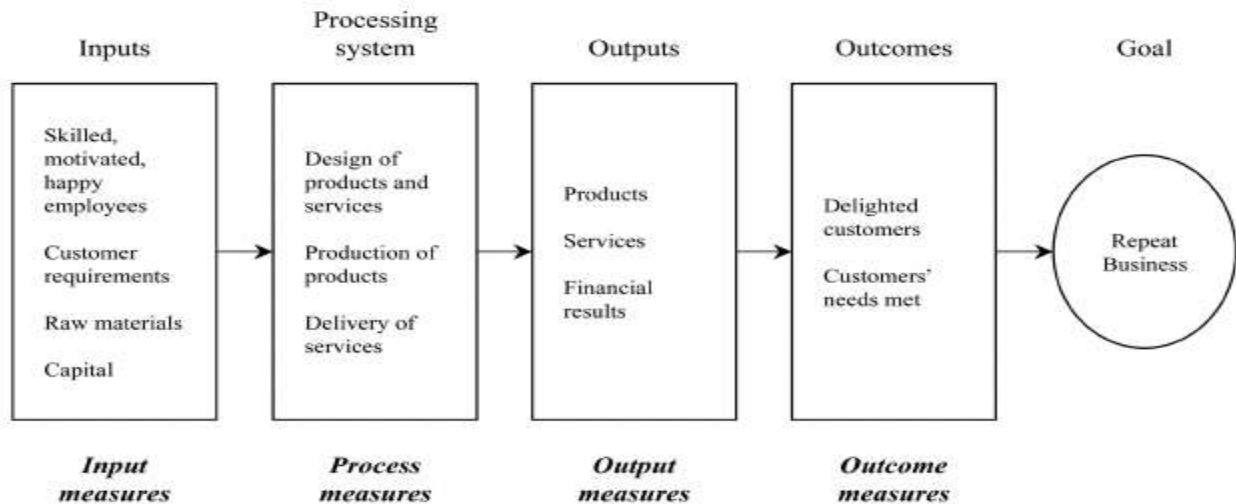 Inputs
Processing
system
Outputs
Outcomes
Goal
Skilled,
motivated,
happy
employees
Customer
requirements
Raw materials
Capital
Design of
products and
services
Production of
products
Delivery of
services
Products
Services
Financial
results
Delighted
customers
Customers’
needs met
Repeat
Business
Input
measures
Process
measures
Output
measures
Outcome
measures